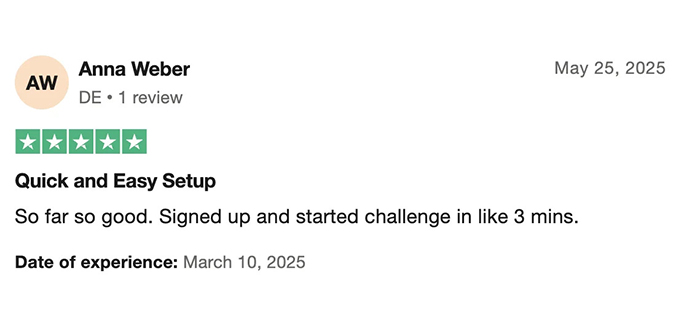 AW
Anna Weber
May 25, 2025
DE • 1 review
Quick and Easy Setup
So far so good. Signed up and started challenge in like 3 mins.
Date of experience: March 10, 2025